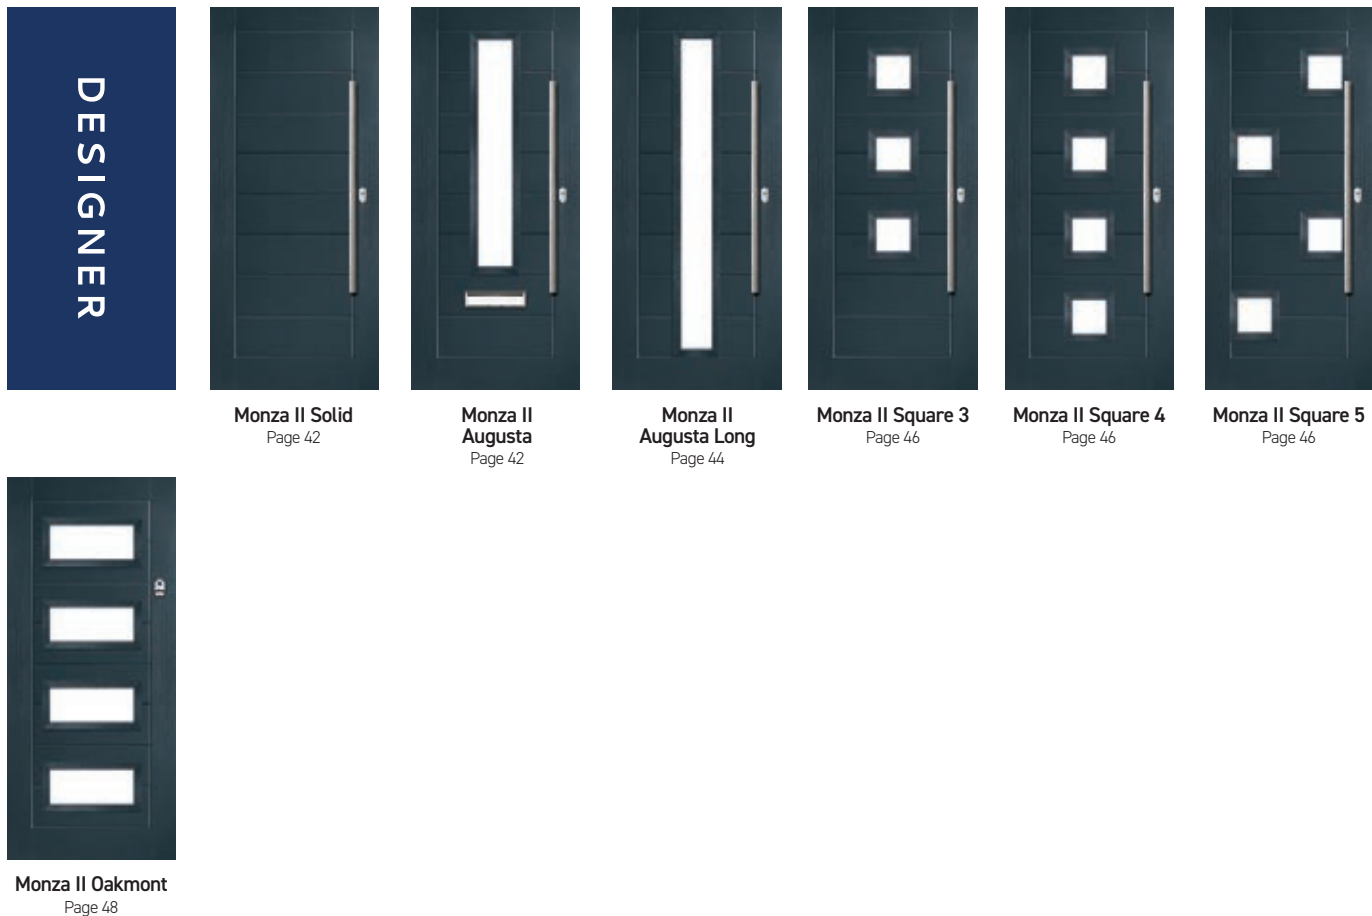 DESIGNER
Monza II Solid
Page 42
Monza II
Augusta
Page 42
Monza II
Augusta Long
Page 44
Monza II Square 3
Page 46
Monza II Square 4
Page 46
Monza II Square 5
Page 46
Monza II Oakmont
Page 48